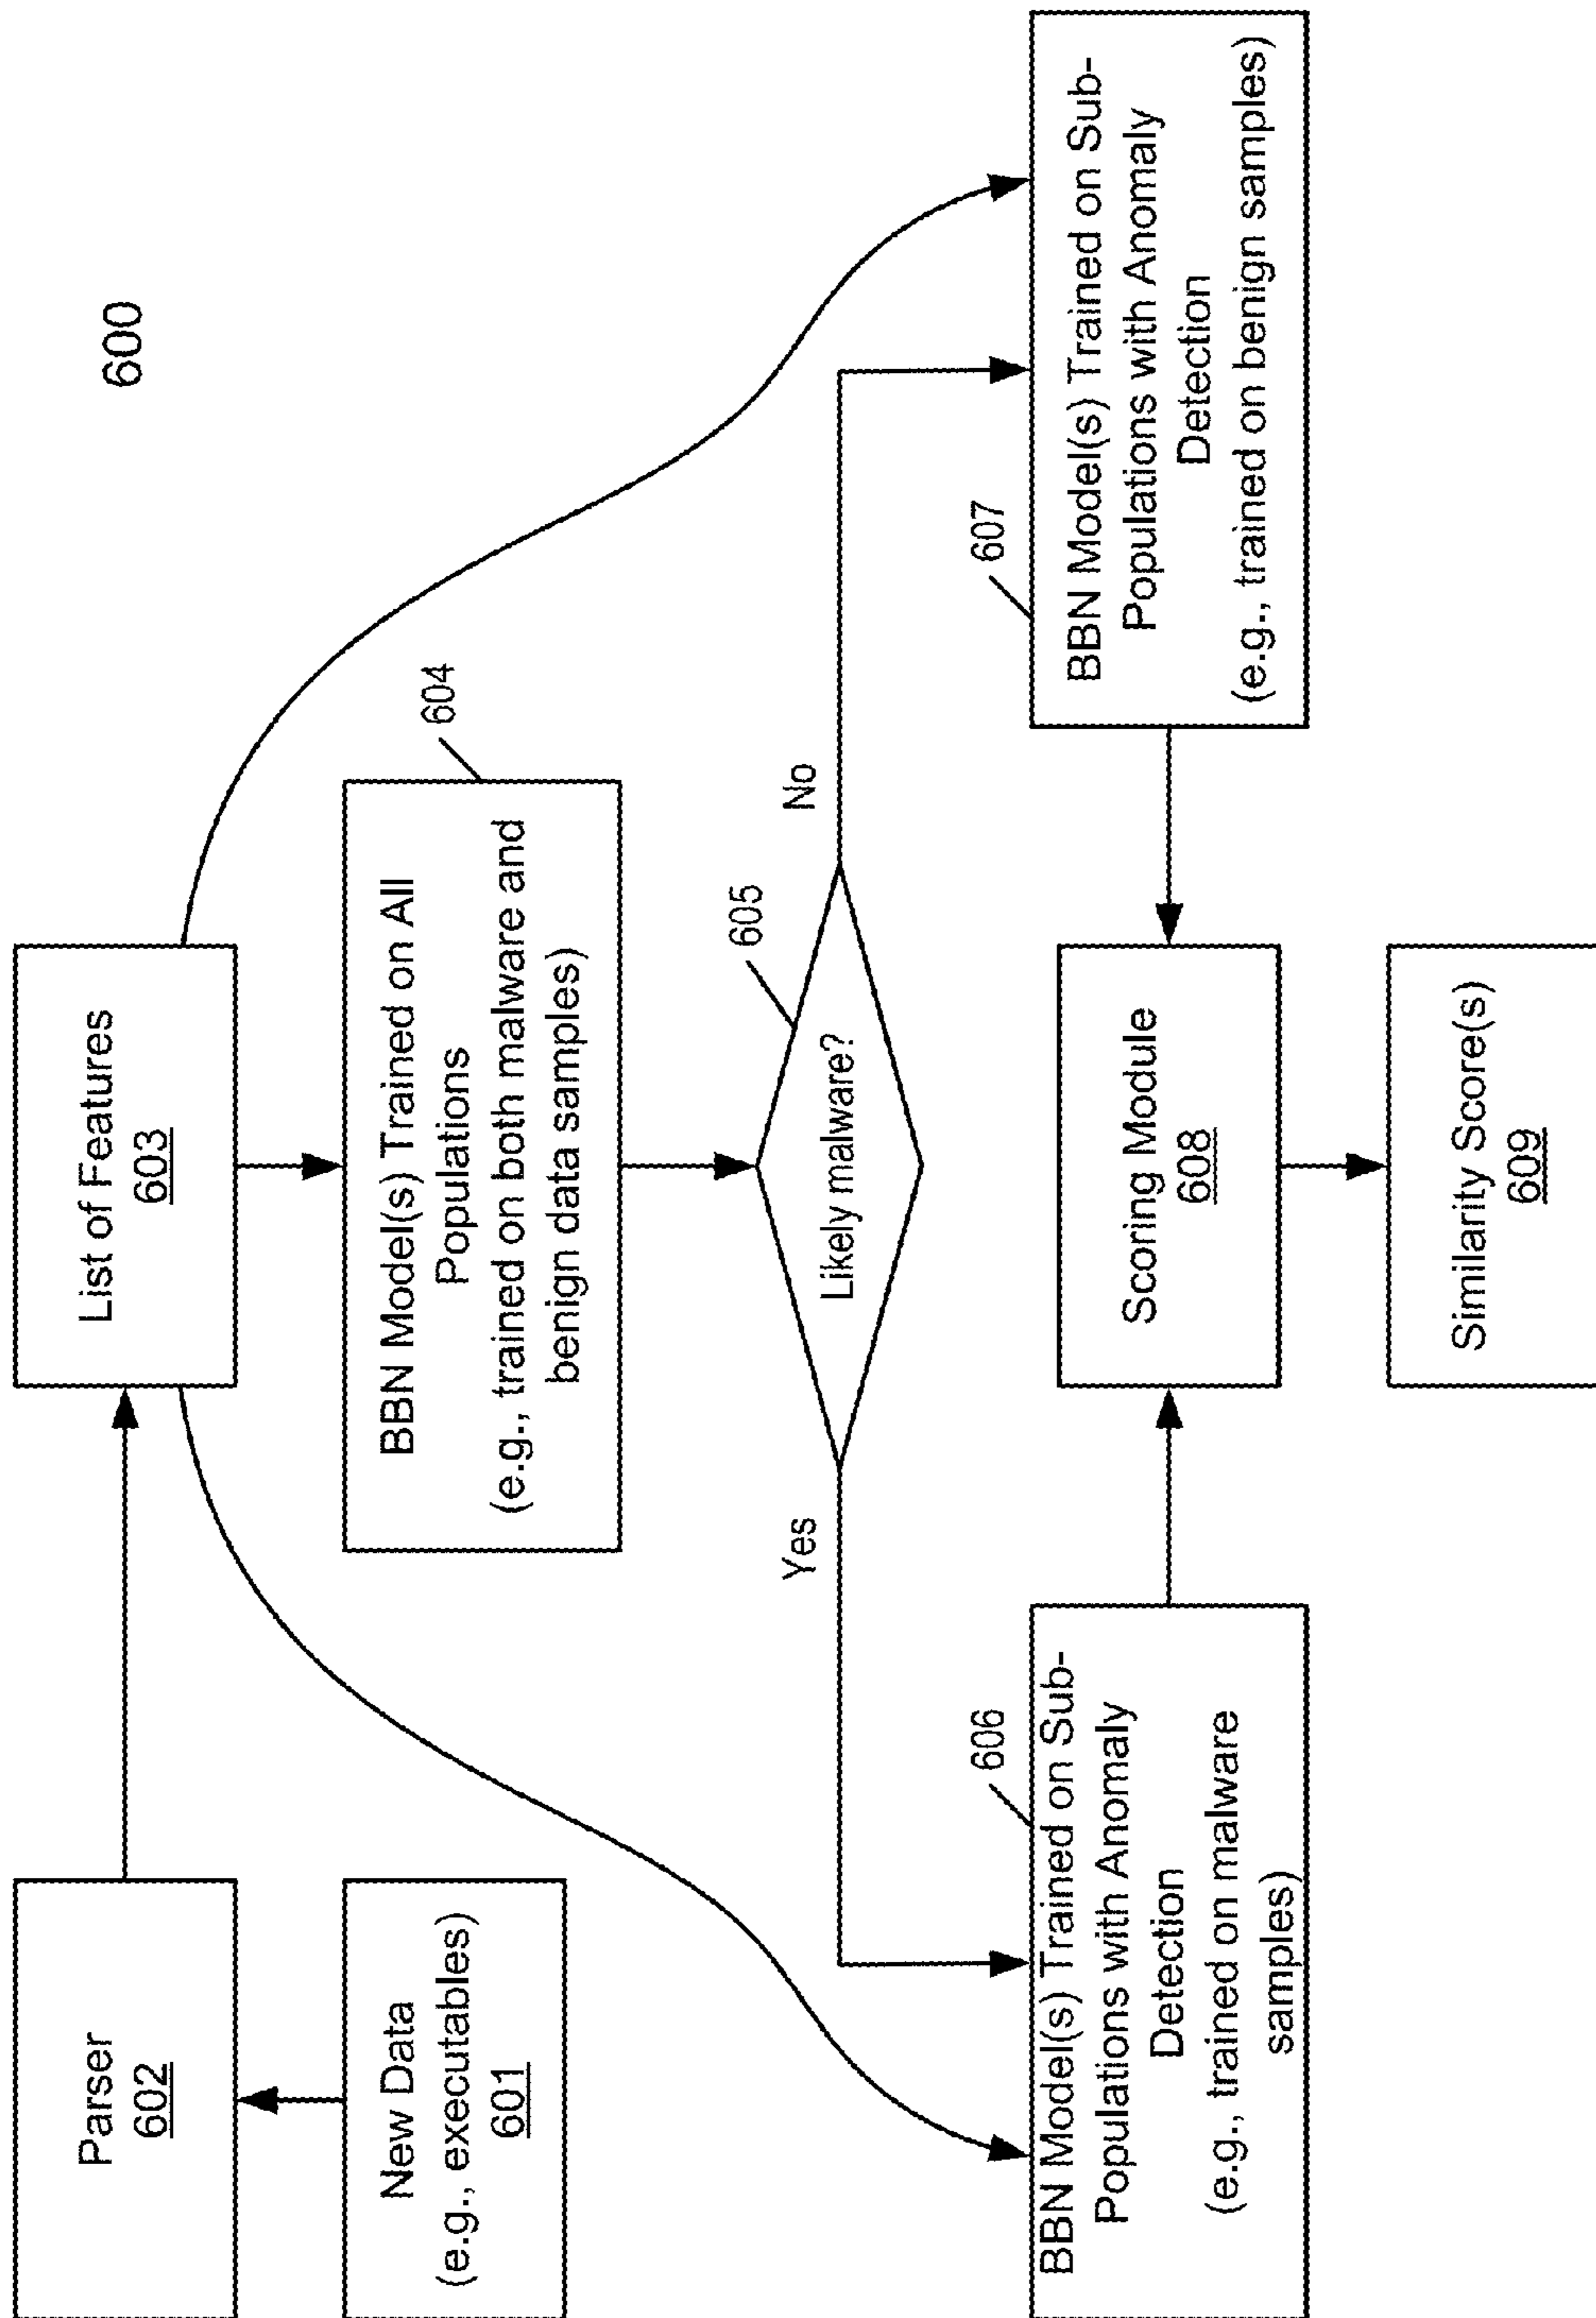 600
Parser
602
New Data
(e.g., executables)
601
List of Features
603
604
BBN Model(s) Trained on All
Populations
(e.g., trained on both malware and
benign data samples)
605
Likely malware?
Yes
No
606
BBN Model(s) Trained on Sub-
Populations with Anomaly
Detection
(e.g., trained on malware
samples)
607
BBN Model(s) Trained on Sub-
Populations with Anomaly
Detection
(e.g., trained on benign samples)
Scoring Module
608
Similarity Score(s)
609